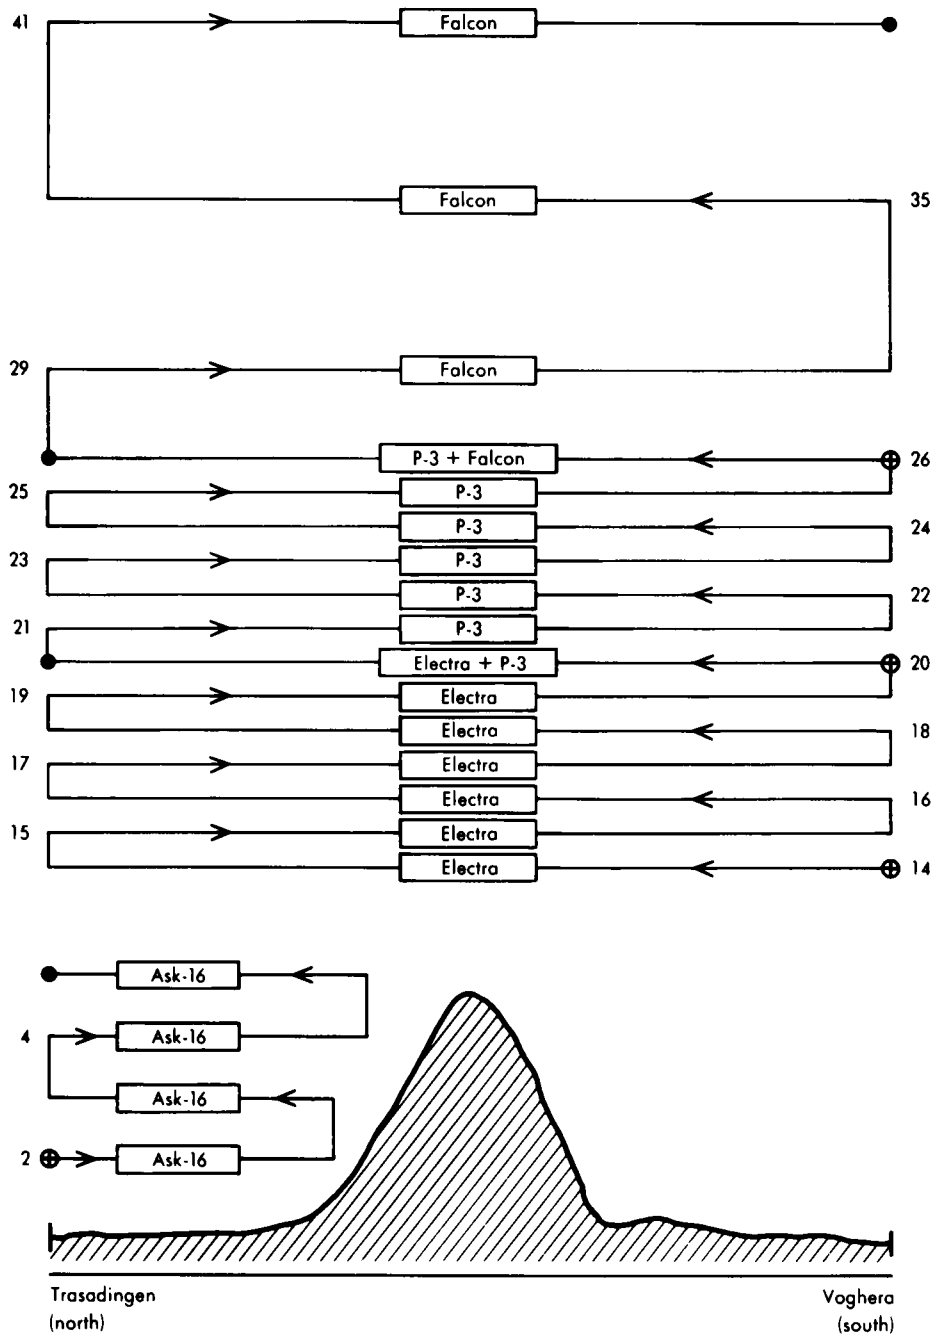 41 Falcon
Falcon 35
29 Falcon
P-3 + Falcon 26
25 P-3
P-3 24
23 P-3
P-3 22
21 P-3
Electra + P-3 20
19 Electra
Electra 18
17 Electra
Electra 16
15 Electra
Electra 14
Ask-16
4 Ask-16
Ask-16
2 Ask-16
Trasadingen Voghera
(north) (south)